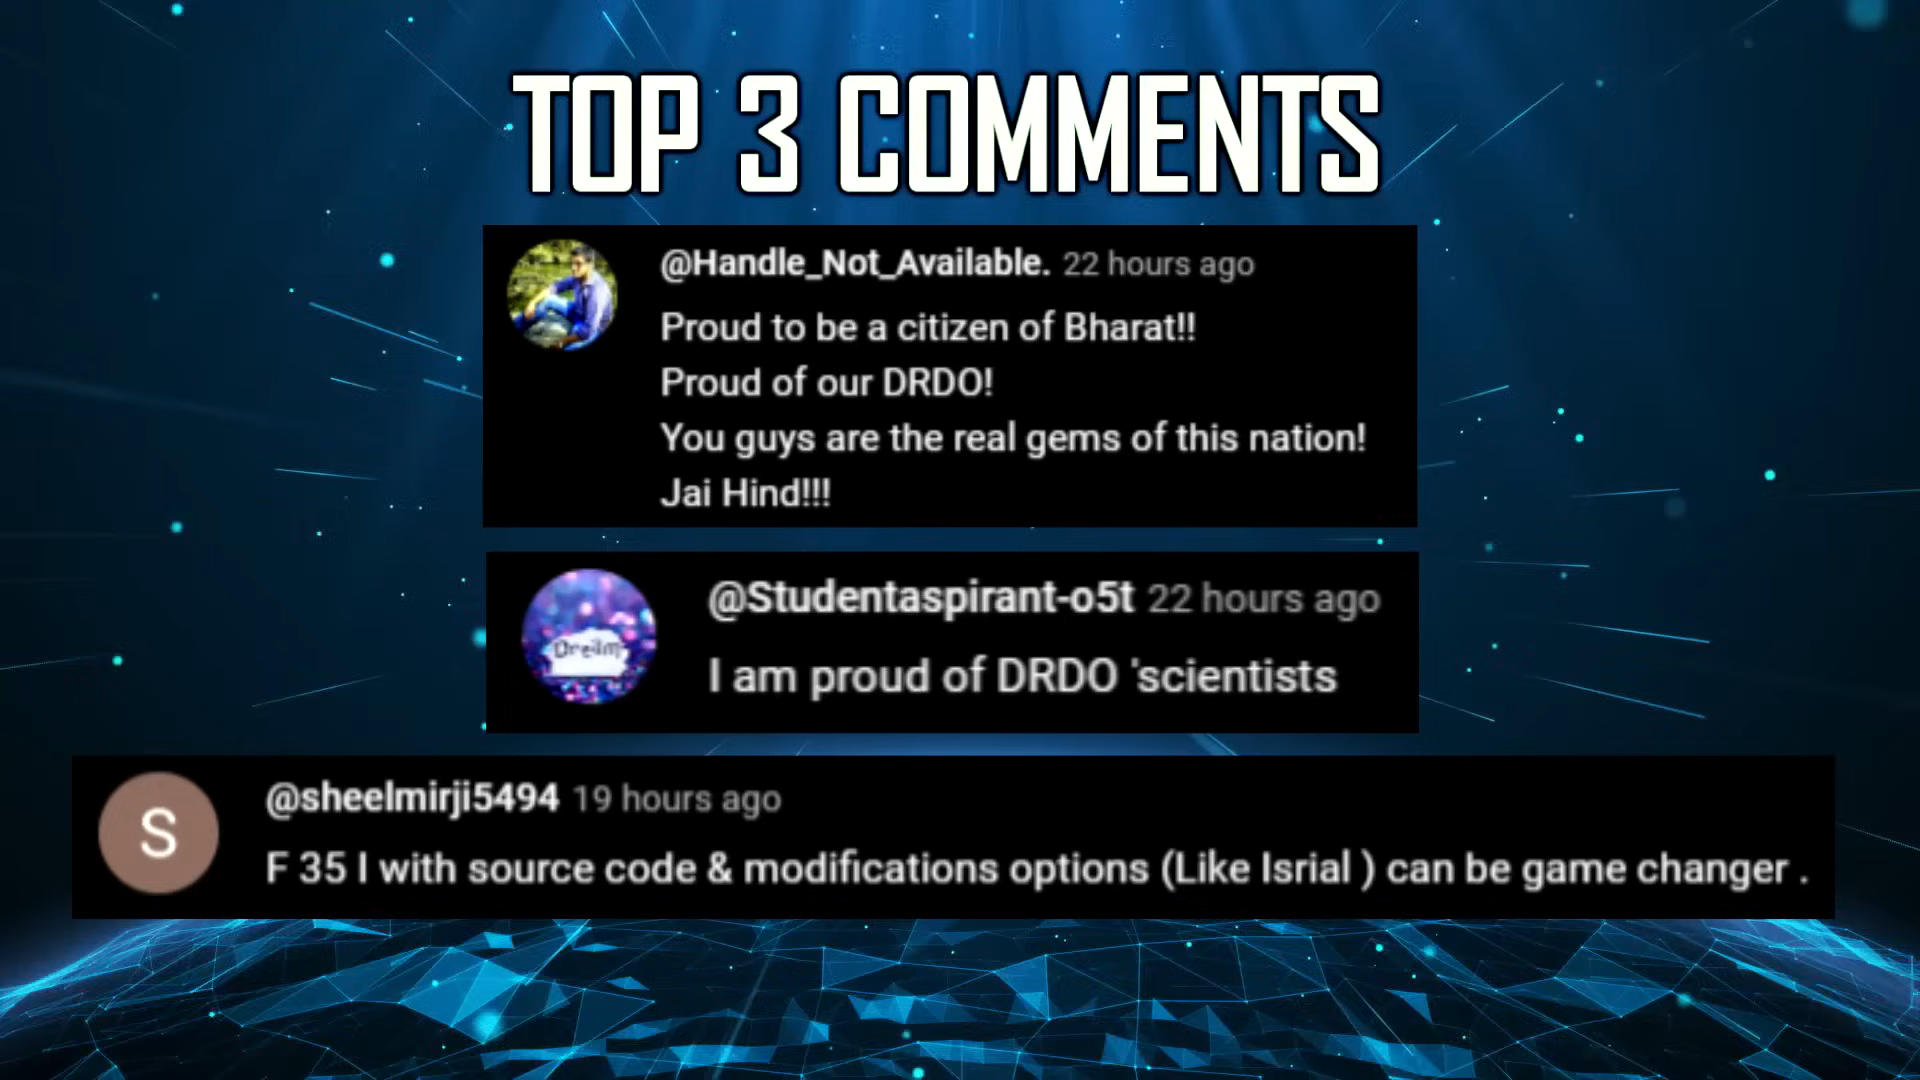 TOP 3 COMMENTS
@Handle_Not_Available. 22 hours ago
Proud to be a citizen of Bharat!!
Proud of our DRDO!
You guys are the real gems of this nation!
Jai Hind!!!
@Studentaspirant-o5t 22 hours ago
I am proud of DRDO 'scientists
S
@sheelmirji5494 19 hours ago
F 35 I with source code & modifications options (Like Isrial ) can be game changer .